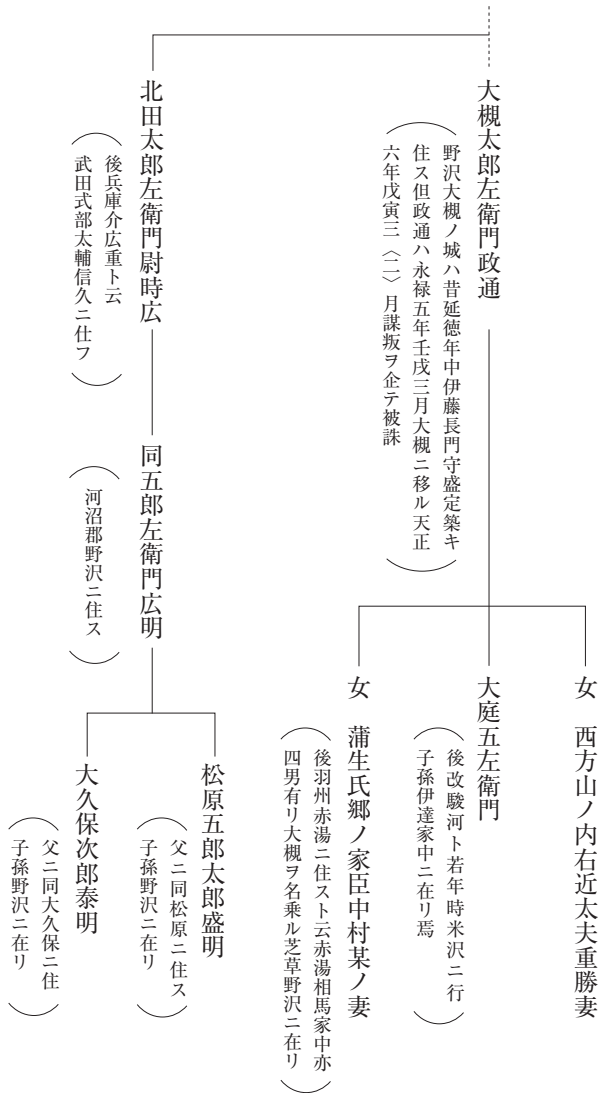 大槻太郎左衛門政通
野沢大槻ノ城ハ昔延徳年中伊藤長門守盛定築キ
住ス但政通ハ永禄五年壬戌三月大槻ニ移ル天正
六年戊寅三〈二〉月謀叛ヲ企テ被誅
女　西方山ノ内右近太夫重勝妻
大庭五左衛門
後改駿河ト若年時米沢ニ行
子孫伊達家中ニ在リ焉
女　蒲生氏郷ノ家臣中村某ノ妻
後羽州赤湯ニ住スト云赤湯相馬家中亦
四男有リ大槻ヲ名乗ル芝草野沢ニ在リ
北田太郎左衛門尉時広
後兵庫介広重ト云
武田式部太輔信久ニ仕フ
同五郎左衛門広明
河沼郡野沢ニ住ス
松原五郎太郎盛明
父ニ同松原ニ住ス
子孫野沢ニ在リ
大久保次郎泰明
父ニ同大久保ニ住
子孫野沢ニ在リ